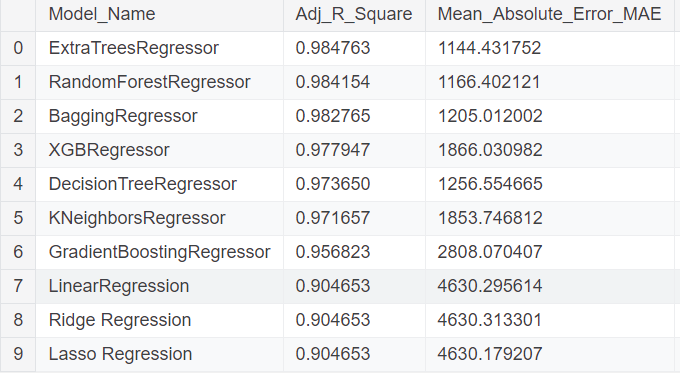 Model_Name Adj_R_Square Mean_Absolute_Error_MAE
0 ExtraTreesRegressor 0.984763 1144.431752
1 RandomForestRegressor 0.984154 1166.402121
2 BaggingRegressor 0.982765 1205.012002
3 XGBRegressor 0.977947 1866.030982
4 DecisionTreeRegressor 0.973650 1256.554665
5 KNeighborsRegressor 0.971657 1853.746812
6 GradientBoostingRegressor 0.956823 2808.070407
7 LinearRegression 0.904653 4630.295614
8 Ridge Regression 0.904653 4630.313301
9 Lasso Regression 0.904653 4630.179207